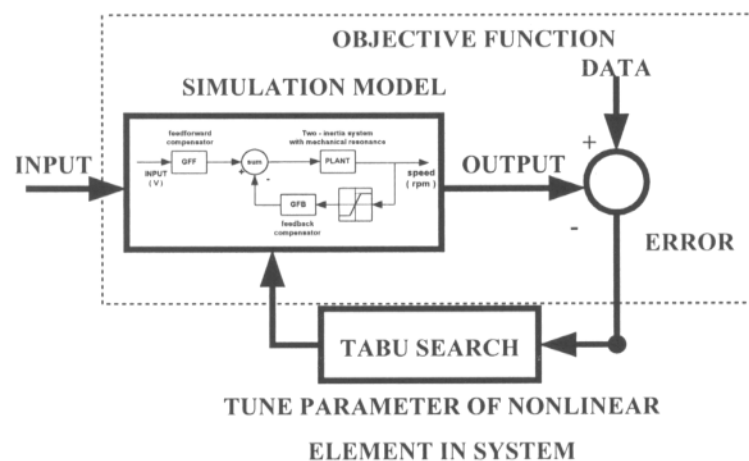 OBJECTIVE FUNCTION
DATA
SIMULATION MODEL
feedforward
compensator
Two - inertia system
with mechanical resonance
INPUT
GFF
+
sum
-
PLANT
INPUT
( V )
speed
( rpm )
OUTPUT
+
-
GFB
feedback
compensator
ERROR
TABU SEARCH
TUNE PARAMETER OF NONLINEAR
ELEMENT IN SYSTEM